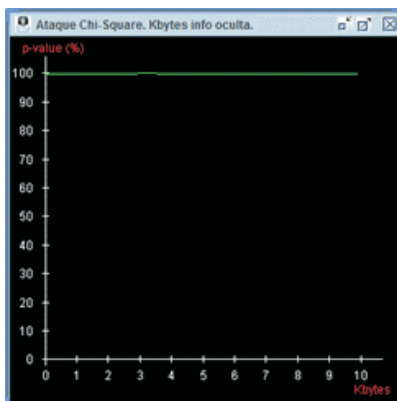 Ataque Chi-Square. Kbytes info oculta.
p-value (%)
100
90
80
70
60
50
40
30
20
10
0
0 1 2 3 4 5 6 7 8 9 10
Kbytes